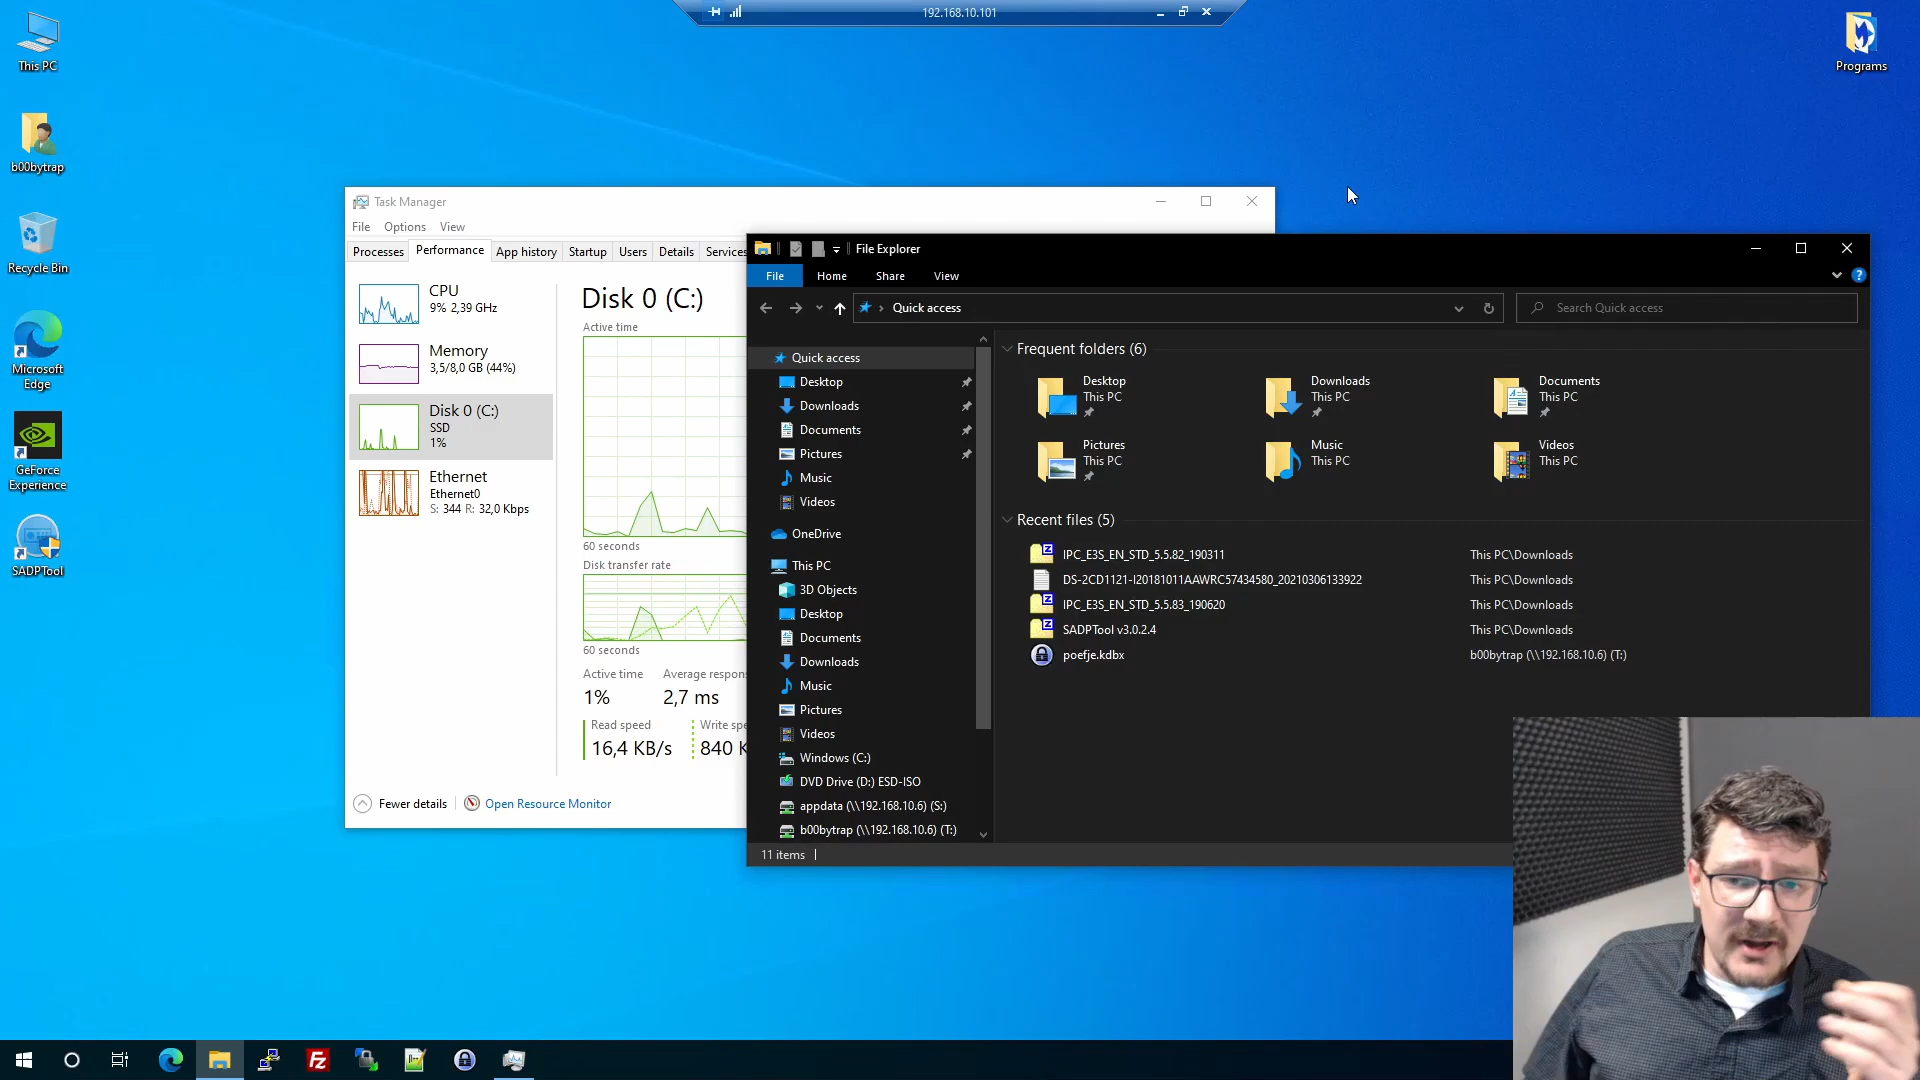 192.168.10.101
This PC
b00bytrap
Recycle Bin
Microsoft
Edge
GeForce
Experience
SADPTool
Programs
Task Manager
File Options View
Processes Performance App history Startup Users Details Services
CPU
9% 2,39 GHz
Memory
3,5/8,0 GB (44%)
Disk 0 (C:)
SSD
1%
Ethernet
Ethernet0
S: 344 R: 32,0 Kbps
Disk 0 (C:)
Active time
60 seconds
Disk transfer rate
60 seconds
Active time
1%
Average respon
2,7 ms
Read speed
16,4 KB/s
Write spe
840 K
Fewer details Open Resource Monitor
File Explorer
File Home Share View
Quick access
Search Quick access
Quick access
Desktop
Downloads
Documents
Pictures
Music
Videos
OneDrive
This PC
3D Objects
Desktop
Documents
Downloads
Music
Pictures
Videos
Windows (C:)
DVD Drive (D:) ESD-ISO
appdata (\\192.168.10.6) (S:)
b00bytrap (\\192.168.10.6) (T:)
Frequent folders (6)
Desktop
This PC
Downloads
This PC
Documents
This PC
Pictures
This PC
Music
This PC
Videos
This PC
Recent files (5)
IPC_E3S_EN_STD_5.5.82_190311 This PC\Downloads
DS-2CD1121-I20181011AAWRC57434580_20210306133922 This PC\Downloads
IPC_E3S_EN_STD_5.5.83_190620 This PC\Downloads
SADPTool v3.0.2.4 This PC\Downloads
poefje.kdbx b00bytrap (\\192.168.10.6) (T:)
11 items